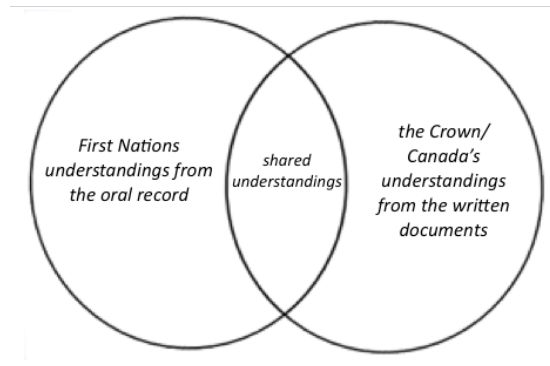 First Nations
understandings from
the oral record
shared
understandings
the Crown/
Canada's
understandings
from the written
documents